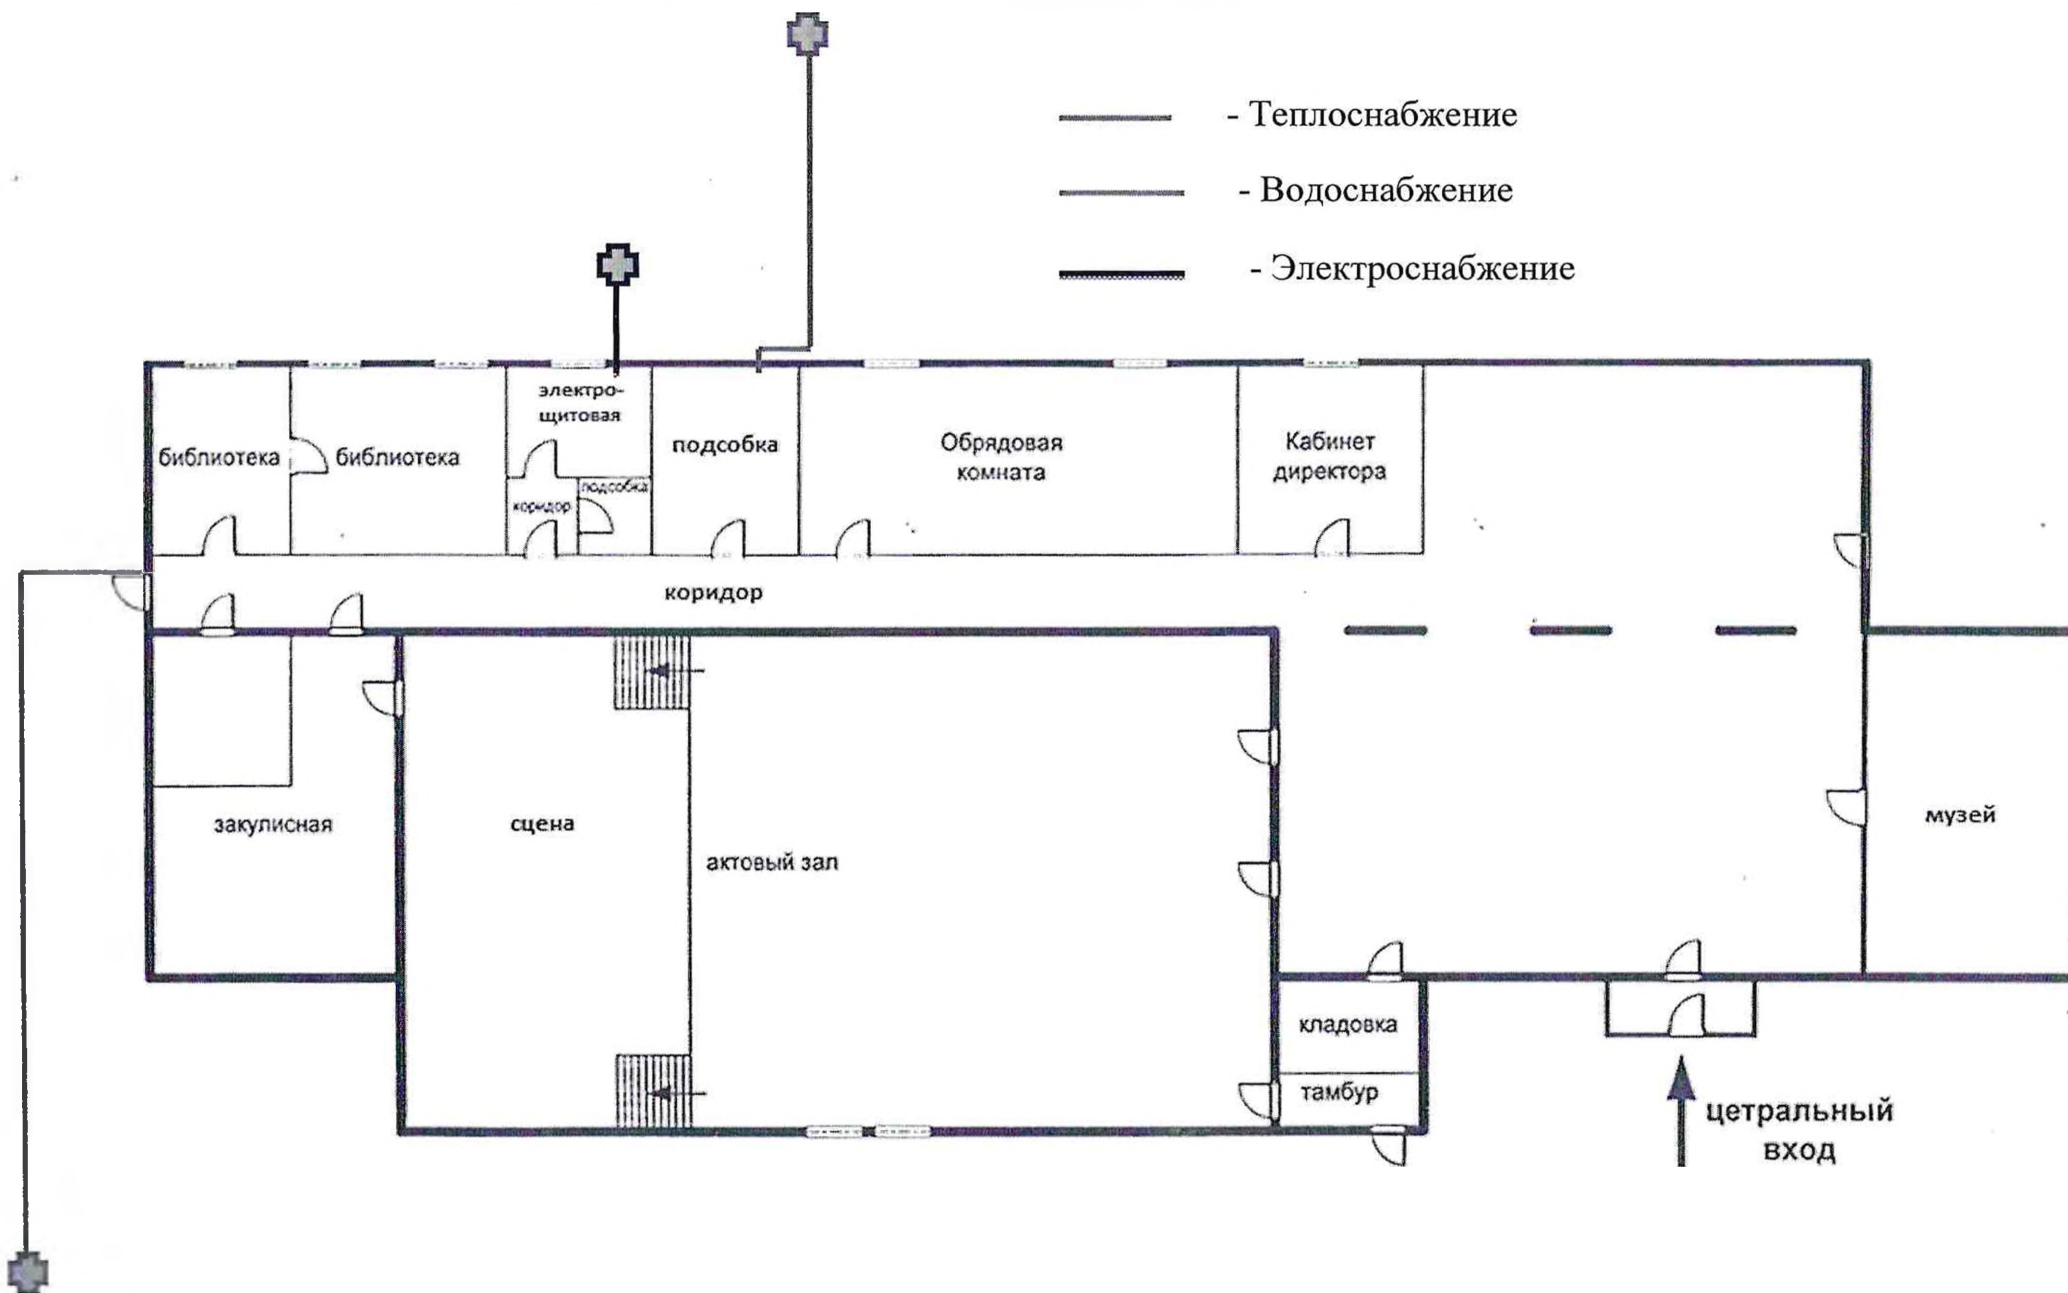 - Теплоснабжение
- Водоснабжение
- Электроснабжение
электро-
щитовая
библиотека
библиотека
подсобка
Обрядовая
комната
Кабинет
директора
подсобка
коридор
коридор
закулисная
сцена
актовый зал
музей
кладовка
тамбур
цетральный
вход